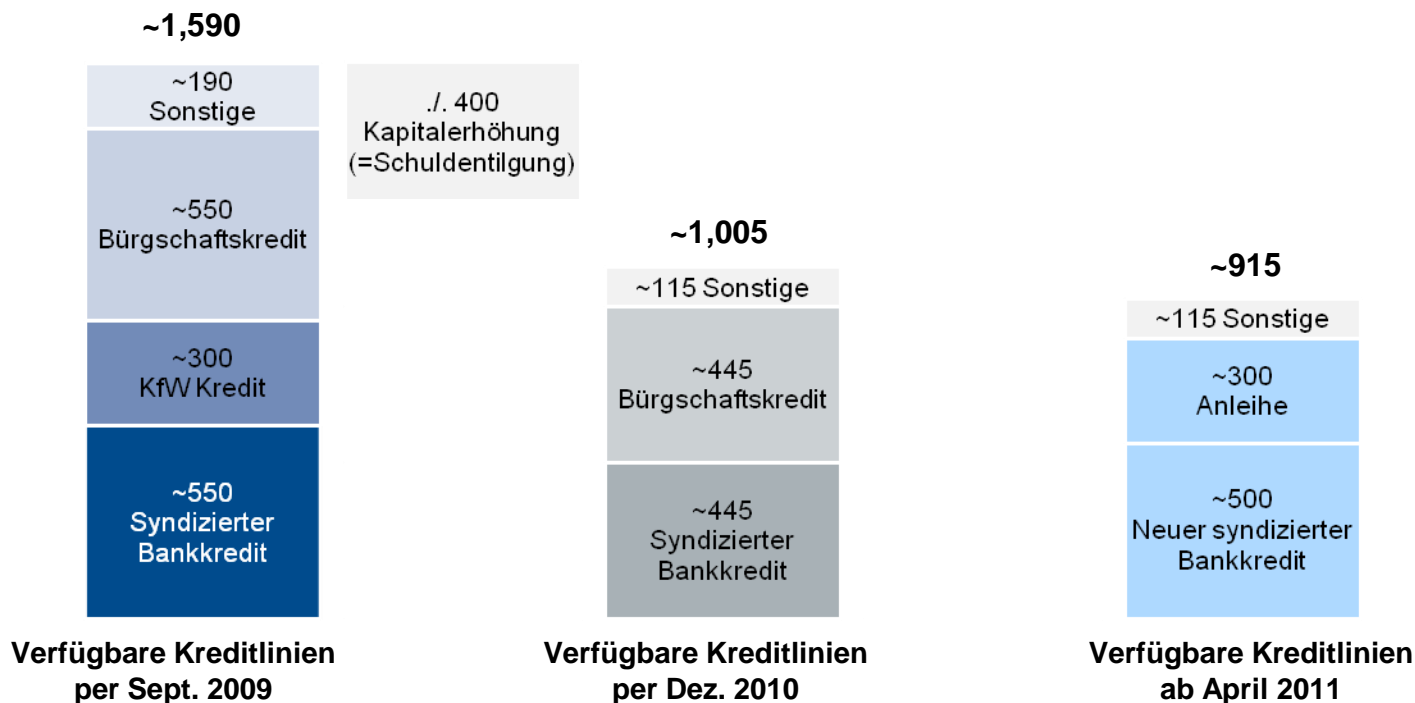 ~1,590
~190
Sonstige
~550
Bürgschaftskredit
~300
KfW Kredit
~550
Syndizierter
Bankkredit
Verfügbare Kreditlinien
per Sept. 2009
./. 400
Kapitalerhöhung
(=Schuldentilgung)
~1,005
~115 Sonstige
~445
Bürgschaftskredit
~445
Syndizierter
Bankkredit
Verfügbare Kreditlinien
per Dez. 2010
~915
~115 Sonstige
~300
Anleihe
~500
Neuer syndizierter
Bankkredit
Verfügbare Kreditlinien
ab April 2011